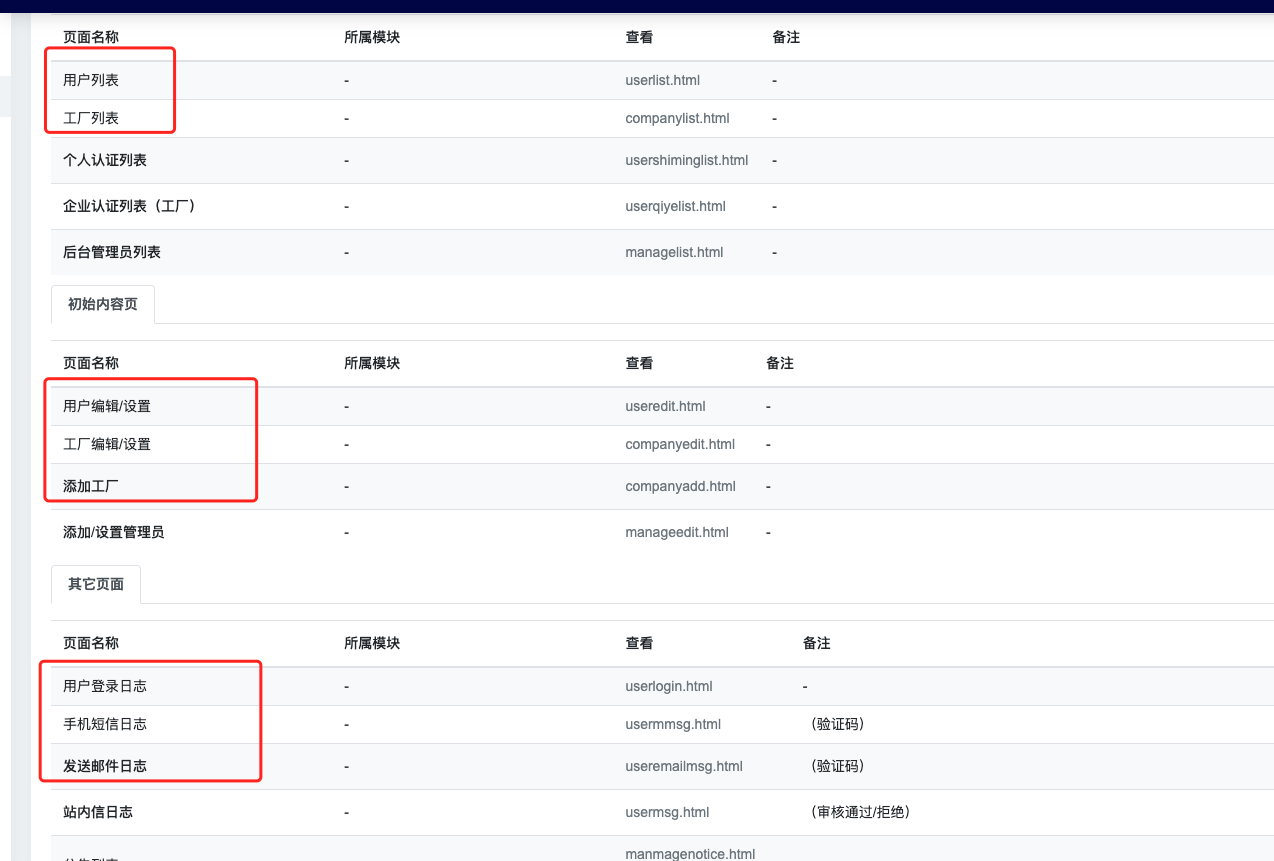 页面名称 所属模块 查看 备注
用户列表 - userlist.html -
工厂列表 - companylist.html -
个人认证列表 - usershiminglist.html -
企业认证列表（工厂） - userqiyelist.html -
后台管理员列表 - managelist.html -
初始内容页
页面名称 所属模块 查看 备注
用户编辑/设置 - useredit.html -
工厂编辑/设置 - companyedit.html -
添加工厂 - companyadd.html -
添加/设置管理员 - manageedit.html -
其它页面
页面名称 所属模块 查看 备注
用户登录日志 - userlogin.html -
手机短信日志 - usermmsg.html （验证码）
发送邮件日志 - useremailmsg.html （验证码）
站内信日志 - usermsg.html （审核通过/拒绝）
manmagenotice.html